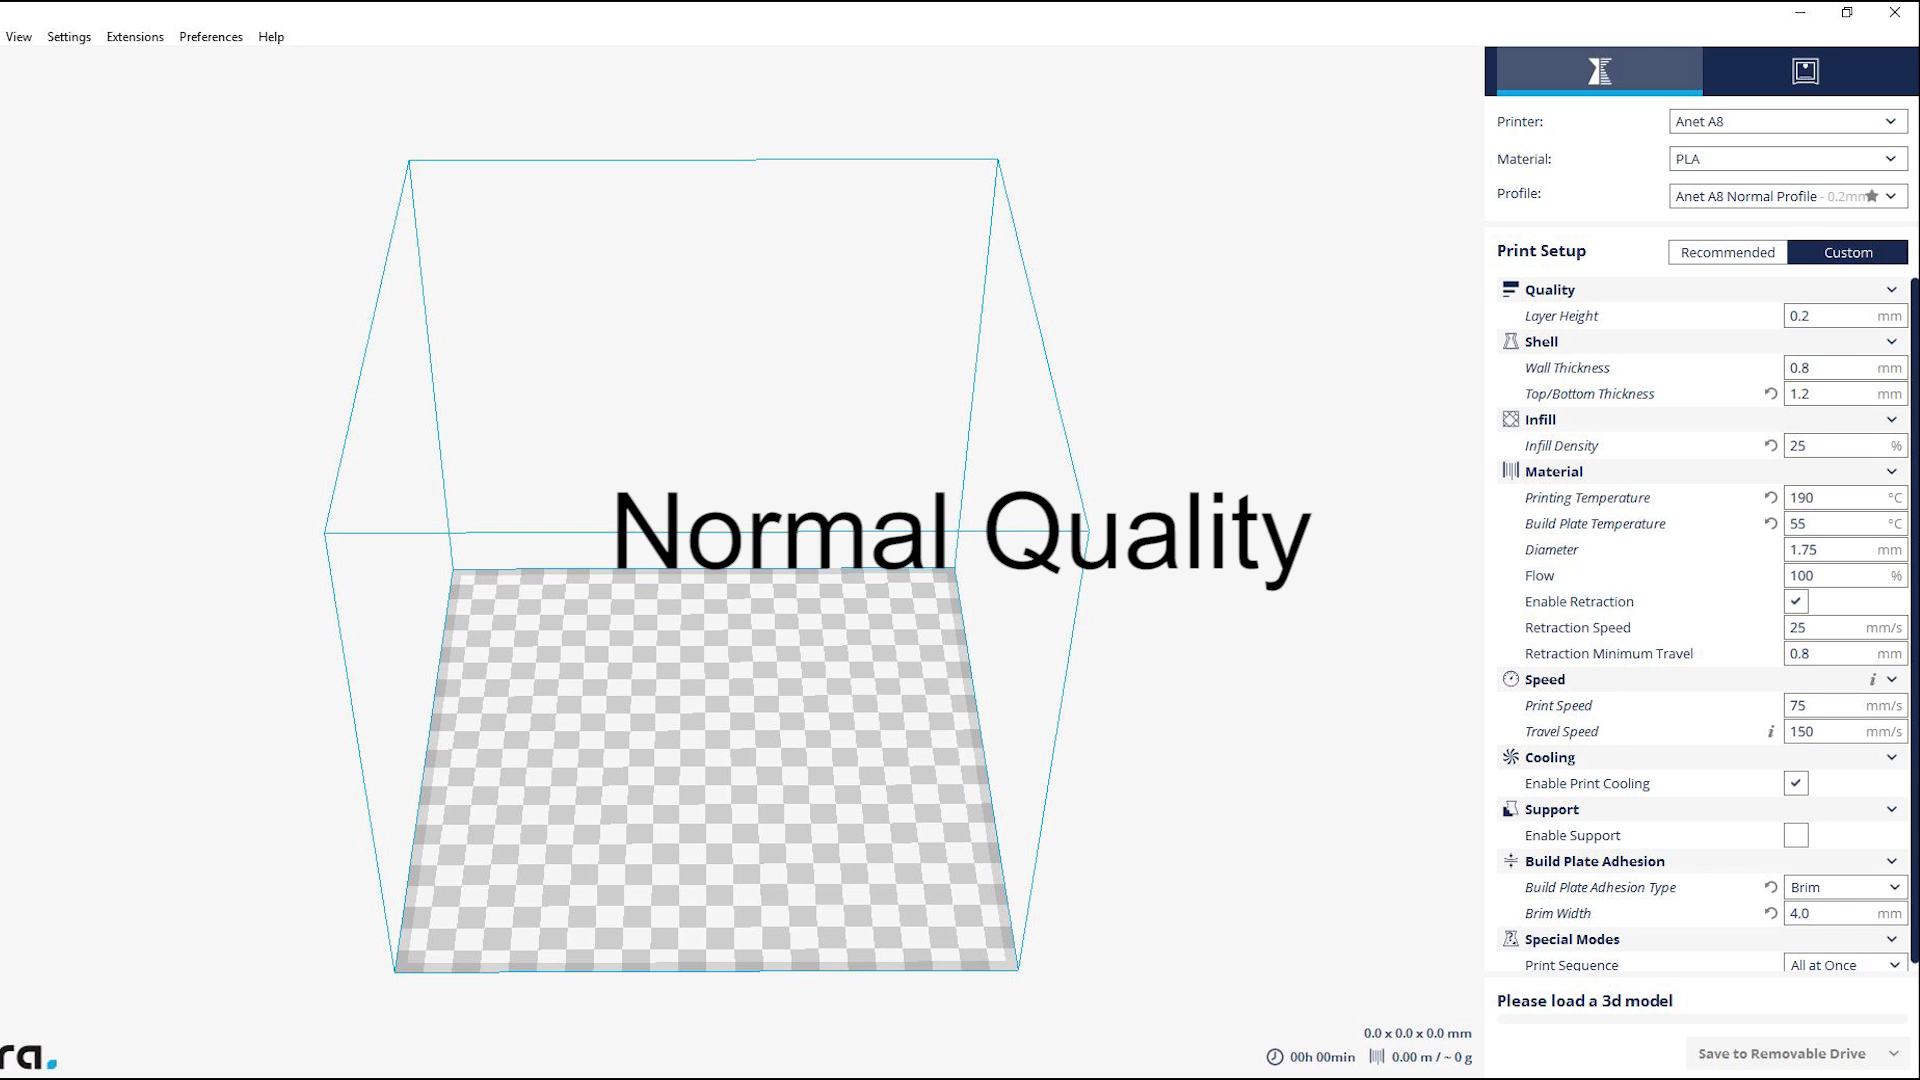 View Settings Extensions Preferences Help
Printer: Anet A8
Material: PLA
Profile: Anet A8 Normal Profile - 0.2mm
Print Setup Recommended Custom
Quality
Layer Height 0.2 mm
Shell
Wall Thickness 0.8 mm
Top/Bottom Thickness 1.2 mm
Infill
Infill Density 25 %
Material
Printing Temperature 190 °C
Build Plate Temperature 55 °C
Diameter 1.75 mm
Flow 100 %
Enable Retraction
Retraction Speed 25 mm/s
Retraction Minimum Travel 0.8 mm
Speed i
Print Speed 75 mm/s
Travel Speed i 150 mm/s
Cooling
Enable Print Cooling
Support
Enable Support
Build Plate Adhesion
Build Plate Adhesion Type Brim
Brim Width 4.0 mm
Special Modes
Print Sequence All at Once
Please load a 3d model
Save to Removable Drive
Normal Quality
0.0 x 0.0 x 0.0 mm
00h 00min 0.00 m / ~ 0 g
ra.